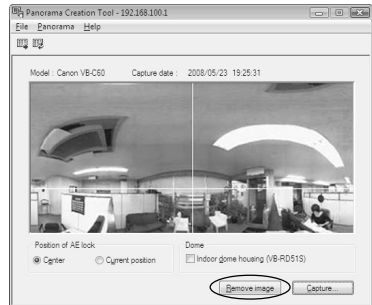 Panorama Creation Tool - 192.168.100.1
File Panorama Help
Model : Canon VB-C60 Capture date : 2008/05/23 19:25:31
Position of AE lock
Center Current position
Dome
Indoor dome housing (VB-RD51S)
Remove image Capture...